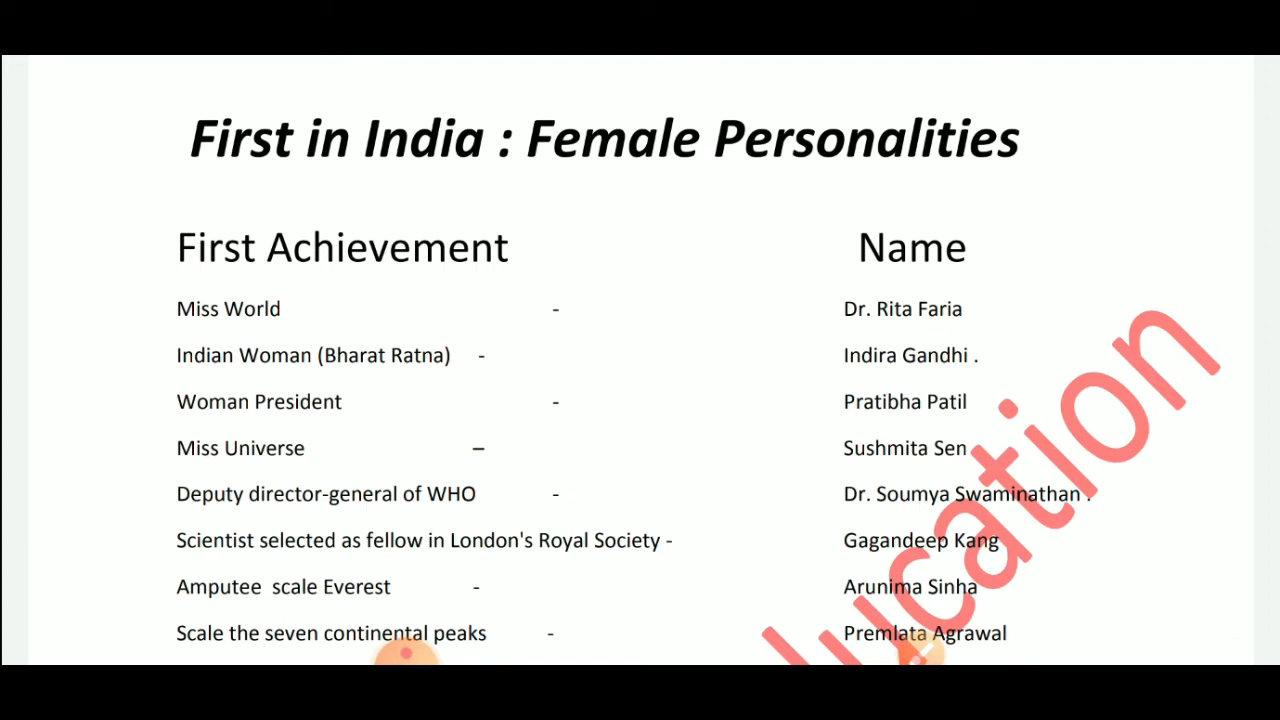 First in India : Female Personalities
First Achievement Name
Miss World - Dr. Rita Faria
Indian Woman (Bharat Ratna) - Indira Gandhi .
Woman President - Pratibha Patil
Miss Universe – Sushmita Sen
Deputy director-general of WHO - Dr. Soumya Swaminathan .
Scientist selected as fellow in London's Royal Society - Gagandeep Kang
Amputee scale Everest - Arunima Sinha
Scale the seven continental peaks - Premlata Agrawal